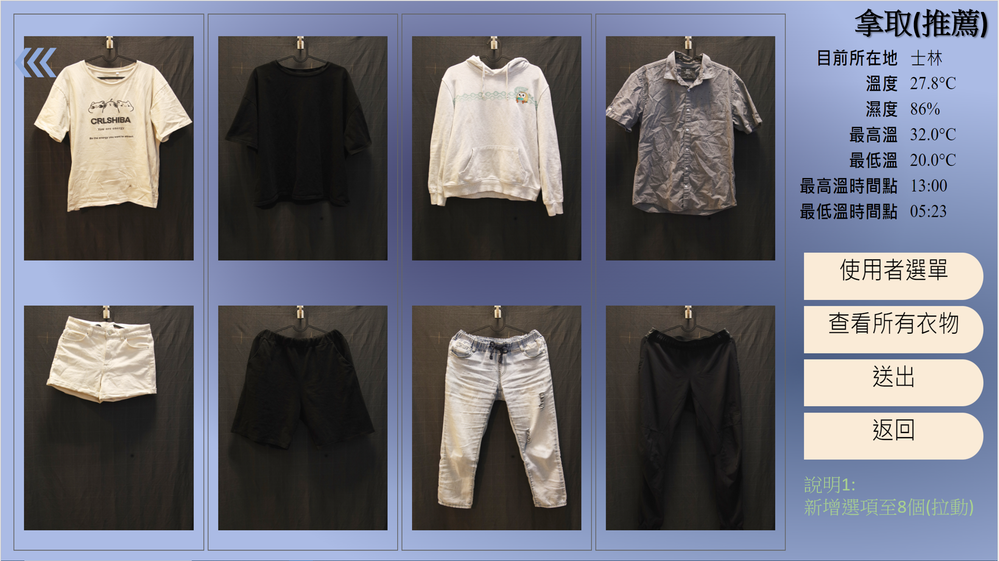 拿取(推薦)
目前所在地 士林
溫度 27.8°C
濕度 86%
最高溫 32.0°C
最低溫 20.0°C
最高溫時間點 13:00
最低溫時間點 05:23
使用者選單
查看所有衣物
送出
返回
說明1:
新增選項至8個(拉動)
CRLSHIBA
You are energy
Be the energy you want to attract.